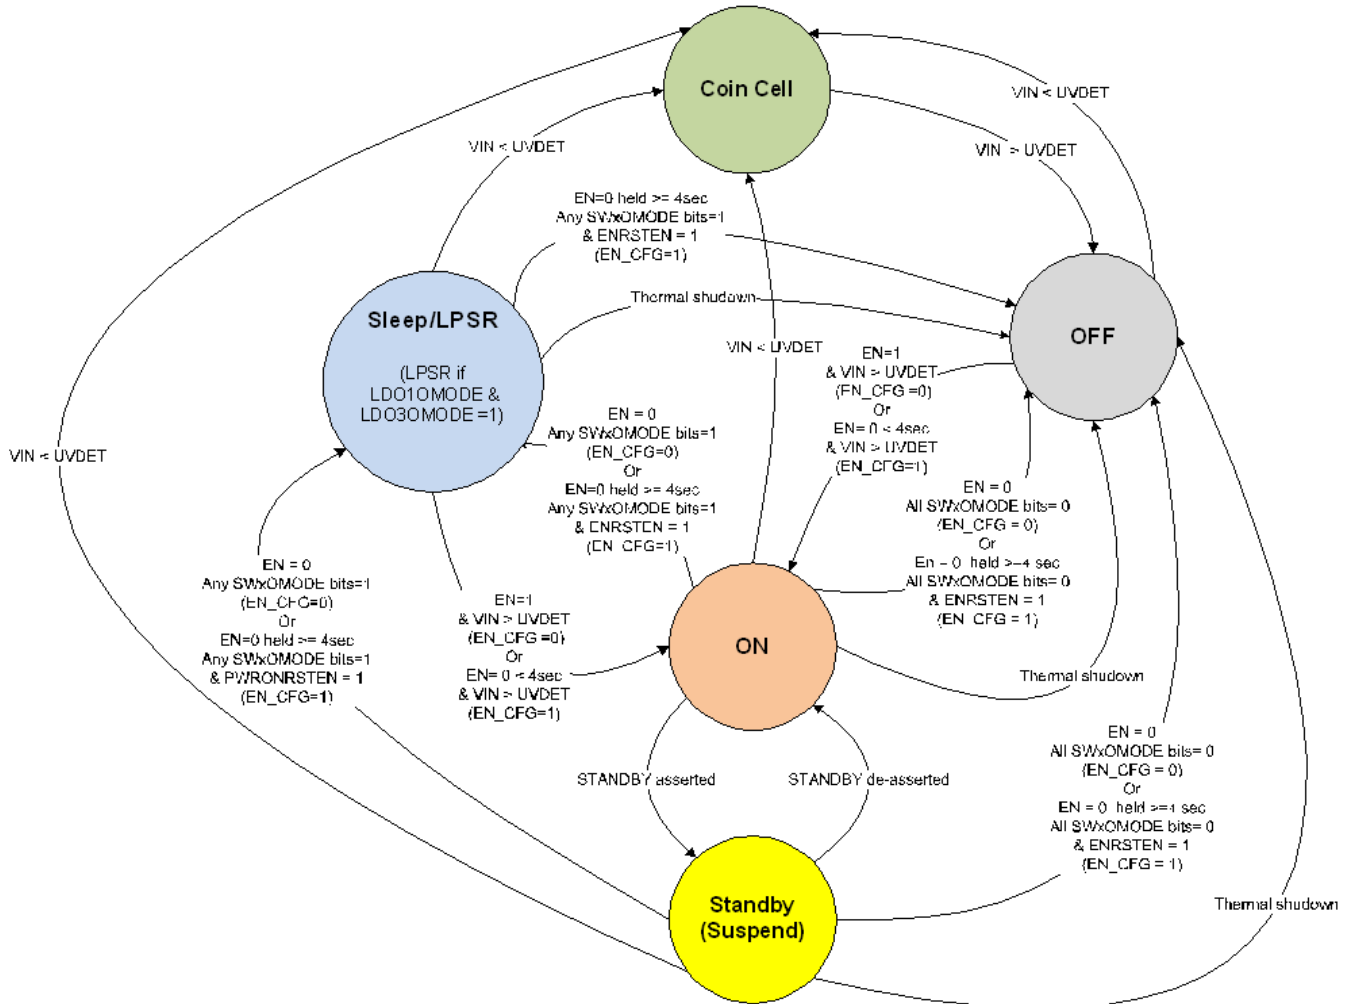 Coin Cell
VIN < UVDET
VIN > UVDET
VIN < UVDET
EN=0 held >= 4sec
Any SWxOMODE bits=1
& ENRSTEN = 1
(EN_CFG=1)
Thermal shudown
Sleep/LPSR
(LPSR if
LDO1OMODE &
LDO3OMODE =1)
OFF
VIN < UVDET
EN=1
& VIN > UVDET
(EN_CFG =0)
Or
EN= 0 < 4sec
& VIN > UVDET
(EN_CFG=1)
EN = 0
Any SWxOMODE bits=1
(EN_CFG=0)
Or
EN=0 held >= 4sec
Any SWxOMODE bits=1
& ENRSTEN = 1
(EN_CFG=1)
VIN < UVDET
EN = 0
All SWxOMODE bits= 0
(EN_CFG = 0)
Or
En = 0 held >=4 sec
All SWxOMODE bits= 0
& ENRSTEN = 1
(EN_CFG = 1)
EN = 0
Any SWxOMODE bits=1
(EN_CFG=0)
Or
EN=0 held >= 4sec
Any SWxOMODE bits=1
& PWRONRSTEN = 1
(EN_CFG=1)
EN=1
& VIN > UVDET
(EN_CFG =0)
Or
EN= 0 < 4sec
& VIN > UVDET
(EN_CFG=1)
ON
Thermal shudown
STANDBY asserted
STANDBY de-asserted
EN = 0
All SWxOMODE bits= 0
(EN_CFG = 0)
Or
EN = 0 held >=4 sec
All SWxOMODE bits= 0
& ENRSTEN = 1
(EN_CFG = 1)
Standby
(Suspend)
Thermal shudown